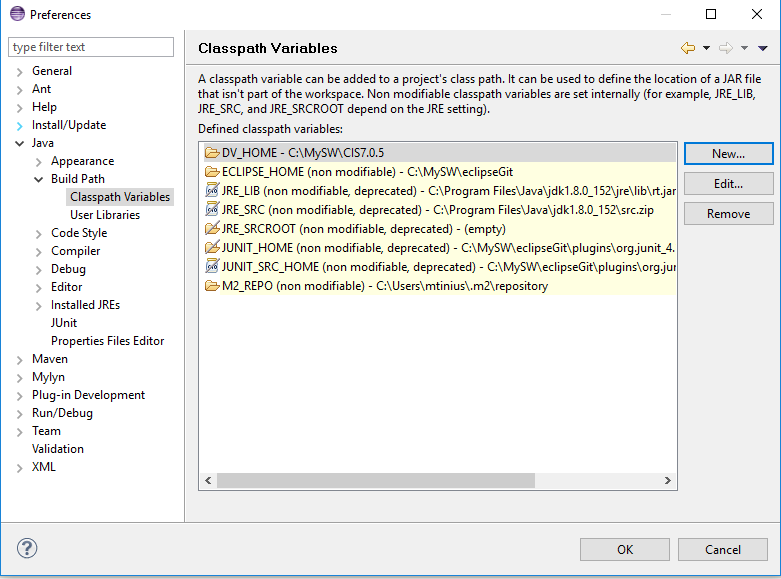 Preferences
type filter text
General
Ant
Help
Install/Update
Java
Appearance
Build Path
Classpath Variables
User Libraries
Code Style
Compiler
Debug
Editor
Installed JREs
JUnit
Properties Files Editor
Maven
Mylyn
Plug-in Development
Run/Debug
Team
Validation
XML
Classpath Variables
A classpath variable can be added to a project's class path. It can be used to define the location of a JAR file
that isn't part of the workspace. Non modifiable classpath variables are set internally (for example, JRE_LIB,
JRE_SRC, and JRE_SRCROOT depend on the JRE setting).
Defined classpath variables:
DV_HOME - C:\MySW\CIS7.0.5
ECLIPSE_HOME (non modifiable) - C:\MySW\eclipseGit
JRE_LIB (non modifiable, deprecated) - C:\Program Files\Java\jdk1.8.0_152\jre\lib\rt.jar
JRE_SRC (non modifiable, deprecated) - C:\Program Files\Java\jdk1.8.0_152\src.zip
JRE_SRCROOT (non modifiable, deprecated) - (empty)
JUNIT_HOME (non modifiable, deprecated) - C:\MySW\eclipseGit\plugins\org.junit_4.
JUNIT_SRC_HOME (non modifiable, deprecated) - C:\MySW\eclipseGit\plugins\org.jur
M2_REPO (non modifiable) - C:\Users\mtinius\.m2\repository
New...
Edit...
Remove
OK
Cancel